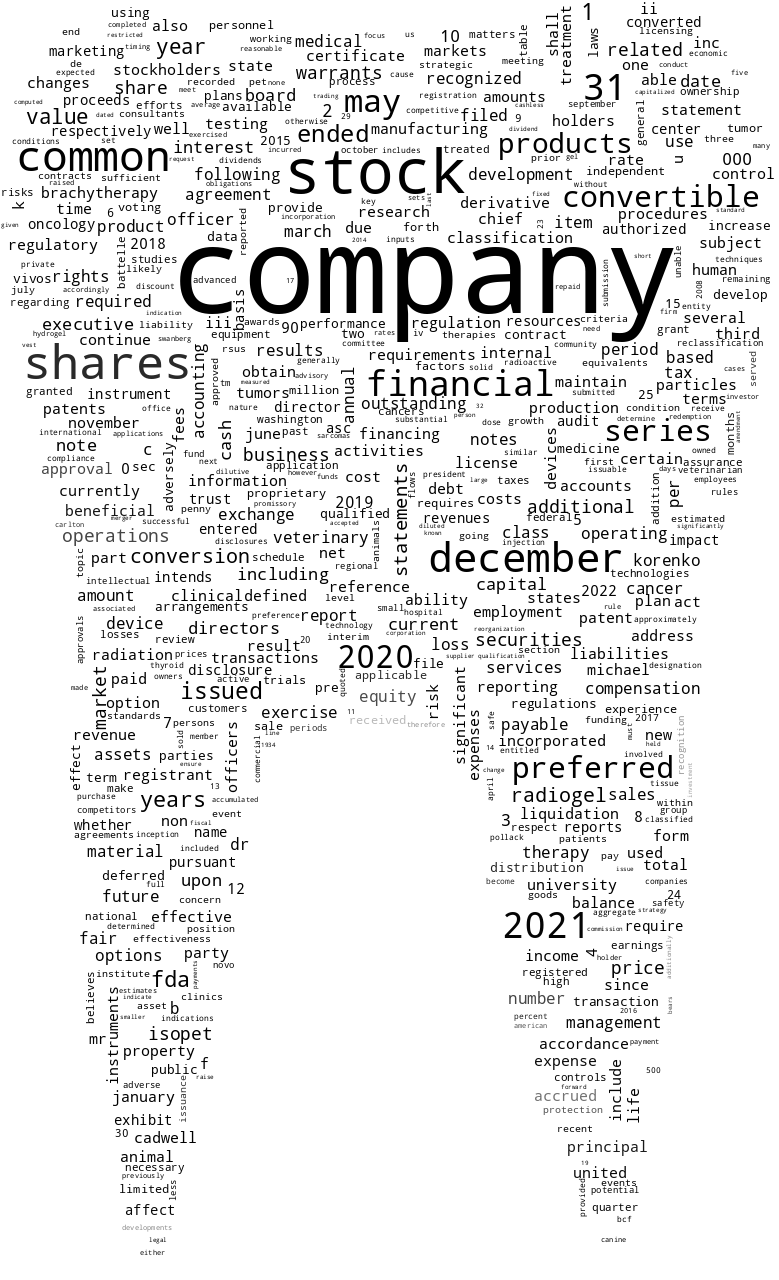 using
completed
restricted
end
also
personnel
marketing
timing
year
working
reasonable
focus
us
10
matters
medical
certificate
markets
strategic
meeting
table
shall
treatment
1
laws
ii
converted
licensing
related
inc
economic
de
expected
changes
stockholders
state
recorded
meet
pet
none
process
cause
warrants
recognized
one
conduct
five
able
date
31
proceeds
share
efforts
plans
board
average
available
trading
2
may
29
registration
amounts
competitive
cashless
filed
9
september
holders
capitalized
ownership
statement
computed
value
dated
consultants
respectively
well
exercised
testing
otherwise
2015
ended
manufacturing
dividend
products
general
center
use
tumor
three
conditions
set
common
request
interest
incurred
october
includes
treated
prior
gel
independent
rate
u
000
many
control
contracts
sufficient
raised
dividends
following
obligations
stock
development
without
risks
k
brachytherapy
agreement
key
sets
last
derivative
fixed
convertible
standard
given
time
6
voting
officer
provide
incorporation
research
chief
23
item
procedures
redemption
oncology
product
reported
march
due
forth
authorized
increase
regulatory
2018
battelle
data
2014
inputs
classification
subject
studies
likely
company
short
unable
human
techniques
private
accordingly
vivos
rights
discount
advanced
17
repaid
submission
2008
remaining
july
regarding
required
indication
basis
15
entity
develop
executive
liability
iii
awards
90
performance
regulation
resources
criteria
firm
several
hydrogel
continue
swanberg
equipment
two
rates
iv
therapies
contract
need
grant
third
vest
shares
rsus
results
generally
committee
requirements
internal
community
period
reclassification
based
served
accounting
approved
obtain
advisory
factors
solid
radioactive
equivalents
tax
cases
granted
instrument
tm
measured
tumors
million
annual
financial
maintain
submitted
particles
patents
office
nature
director
outstanding
32
production
25
terms
investor
november
fees
washington
cancers
substantial
person
dose
growth
audit
condition
receive
international
applications
cash
june
past
asc
sarcomas
financing
notes
similar
series
determine
months
amendment
note
c
fund
business
activities
devices
medicine
owned
compliance
approval
0
sec
adversely
next
dilutive
application
however
funds
cost
president
large
license
taxes
first
issuable
certain
days
assurance
veterinarian
currently
information
proprietary
statements
flows
debt
accounts
addition
per
employees
rules
beneficial
penny
trust
promissory
2019
requires
costs
additional
estimated
carlton
merger
successful
exchange
qualified
revenues
federal
5
significantly
operations
entered
disclosures
accepted
diluted
known
going
class
injection
operating
impact
topic
part
conversion
schedule
veterinary
net
regional
animals
december
korenko
technologies
intellectual
intends
including
reference
capital
states
2022
cancer
amount
clinical
defined
level
small
hospital
ability
employment
rule
plan
act
associated
arrangements
preference
report
technology
corporation
current
reorganization
patent
approximately
approvals
device
losses
directors
result
20
interim
loss
securities
section
address
review
radiation
prices
transactions
2020
file
supplier
qualification
liabilities
thyroid
disclosure
applicable
services
michael
designation
made
market
paid
owners
active
trials
issued
pre
quoted
equity
risk
significant
reporting
compensation
option
customers
exercise
11
received
therefore
regulations
experience
standards
7
persons
sale
periods
expenses
safe
payable
funding
2017
revenue
sold
member
officers
line
1934
commercial
14
entitled
incorporated
must
new
held
recognition
effect
assets
parties
ensure
change
involved
term
registrant
preferred
tissue
investment
make
13
april
purchase
years
accumulated
radiogel
sales
within
competitors
event
liquidation
group
whether
non
fiscal
3
respect
reports
8
classified
agreements
inception
name
pollack
patients
form
material
included
dr
therapy
pay
used
pursuant
distribution
issue
total
deferred
full
upon
12
become
university
companies
future
concern
goods
24
balance
safety
national
effective
aggregate
strategy
determined
position
2021
commission
require
fair
effectiveness
earnings
options
party
income
4
holder
additionally
believes
institute
fda
payments
novo
registered
price
estimates
indicate
clinics
high
since
bears
instruments
asset
b
number
transaction
smaller
indications
percent
2016
mr
isopet
american
management
property
accordance
payment
public
f
expense
adverse
raise
controls
500
january
issuance
forward
accrued
include
life
exhibit
protection
30
cadwell
recent
animal
principal
necessary
19
previously
united
limited
less
provided
events
potential
affect
quarter
developments
bcf
legal
canine
either